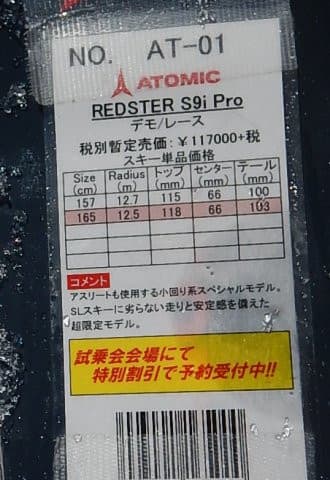 NO. AT-01
ATOMIC
REDSTER S9i Pro
デモ/レース
税別暫定売価:¥117000+税
スキー単品価格
Size (cm) Radius (m) トップ (mm) センター (mm) テール (mm)
157 12.7 115 66 100
165 12.5 118 66 103
コメント
アスリートも使用する小回り系スペシャルモデル。
SLスキーに劣らない走りと安定感を備えた
超限定モデル。
試乗会会場にて
特別割引で予約受付中!!